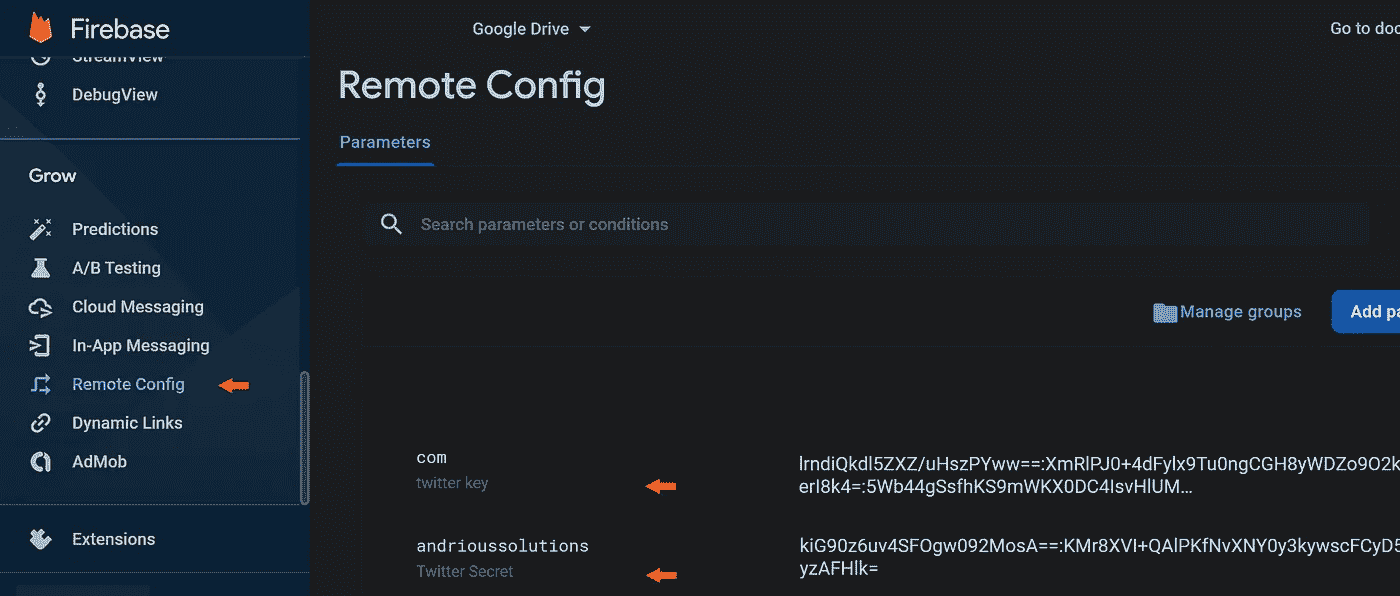 Firebase
Google Drive
Go to doc
StreamView
DebugView
Remote Config
Parameters
Grow
Search parameters or conditions
Predictions
A/B Testing
Cloud Messaging
Manage groups
Add pa
In-App Messaging
Remote Config
Dynamic Links
AdMob
com
twitter key
lrndiQkdl5ZXZ/uHszPYww==:XmRlPJ0+4dFylx9Tu0ngCGH8yWDZo9O2k
erI8k4=:5Wb44gSsfhKS9mWKX0DC4IsvHlUM...
Extensions
andrioussolutions
Twitter Secret
kiG90z6uv4SFOgw092MosA==:KMr8XVI+QAlPKfNvXNY0y3kywscFCyD5
yzAFHlk=